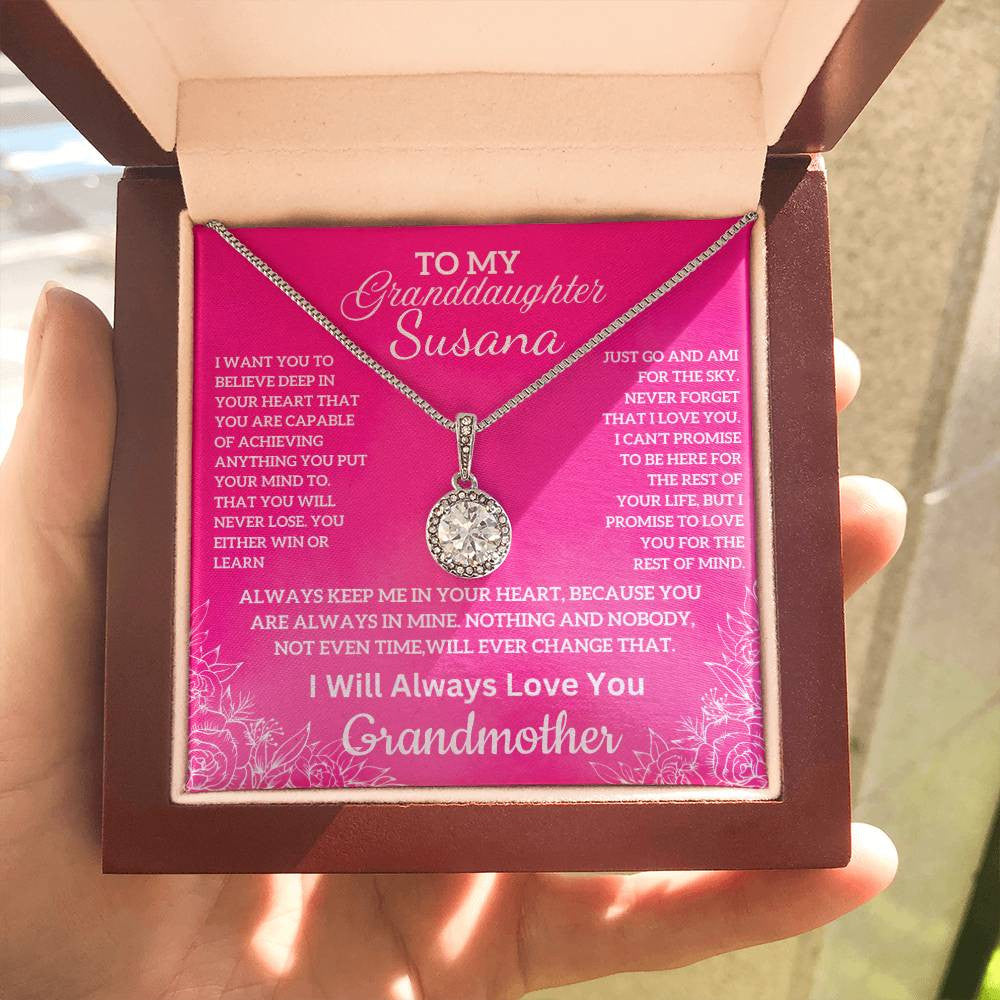 TO MY
Granddaughter
Susana
I WANT YOU TO
BELIEVE DEEP IN
YOUR HEART THAT
YOU ARE CAPABLE
OF ACHIEVING
ANYTHING YOU PUT
YOUR MIND TO.
THAT YOU WILL
NEVER LOSE. YOU
EITHER WIN OR
LEARN
JUST GO AND AMI
FOR THE SKY.
NEVER FORGET
THAT I LOVE YOU.
I CAN'T PROMISE
TO BE HERE FOR
THE REST OF
YOUR LIFE, BUT I
PROMISE TO LOVE
YOU FOR THE
REST OF MIND.
ALWAYS KEEP ME IN YOUR HEART, BECAUSE YOU
ARE ALWAYS IN MINE. NOTHING AND NOBODY,
NOT EVEN TIME,WILL EVER CHANGE THAT.
I Will Always Love You
Grandmother